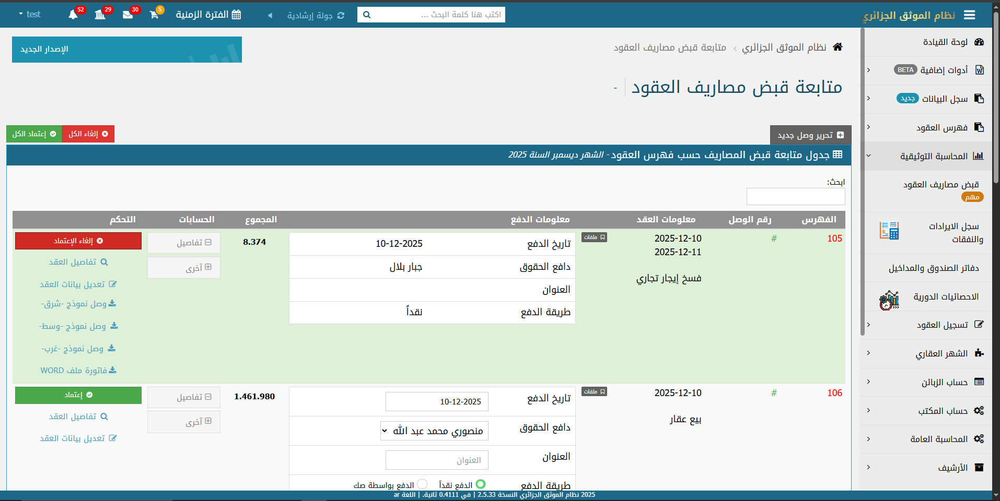 نظام الموثق الجزائري
اكتب هنا كلمة البحث ...
جولة إرشادية
الفترة الزمنية
5
30
29
52
test
لوحة القيادة
أدوات إضافية BETA
سجل البيانات جديد
فهرس العقود
المحاسبة التوثيقية
قبض مصاريف العقود
مهم
سجل الايرادات
والنفقات
دفاتر الصندوق والمداخيل
الاحصائيات الدورية
تسجيل العقود
الشهر العقاري
حساب الزبائن
حساب المكتب
المحاسبة العامة
الأرشيف
نظام الموثق الجزائري
متابعة قبض مصاريف العقود
الإصدار الجديد
متابعة قبض مصاريف العقود -
تحرير وصل جديد
إلغاء الكل
إعتماد الكل
جدول متابعة قبض المصاريف حسب فهرس العقود - الشهر ديسمبر السنة 2025
ابحث:
الفهرس رقم الوصل معلومات العقد معلومات الدفع المجموع الحسابات التحكم
105
#
2025-12-10
2025-12-11
فسخ إيجار تجاري
ملفات
تاريخ الدفع 10-12-2025
دافع الحقوق جبار بلال
العنوان
طريقة الدفع نقداً
8.374
تفاصيل
آخرى
إلغاء الإعتماد
تفاصيل العقد
تعديل بيانات العقد
وصل نموذج -شرق-
وصل نموذج -وسط-
وصل نموذج -غرب-
فاتورة ملف WORD
106
#
2025-12-10
بيع عقار
ملفات
تاريخ الدفع 10-12-2025
دافع الحقوق منصوري محمد عبد الله
العنوان العنوان
طريقة الدفع الدفع نقداً الدفع بواسطة صك
1.461.980
تفاصيل
آخرى
إعتماد
تفاصيل العقد
تعديل بيانات العقد
2025 نظام الموثق الجزائري النسخة 2.5.33 | في 0.4111 ثانية. | اللغة ar